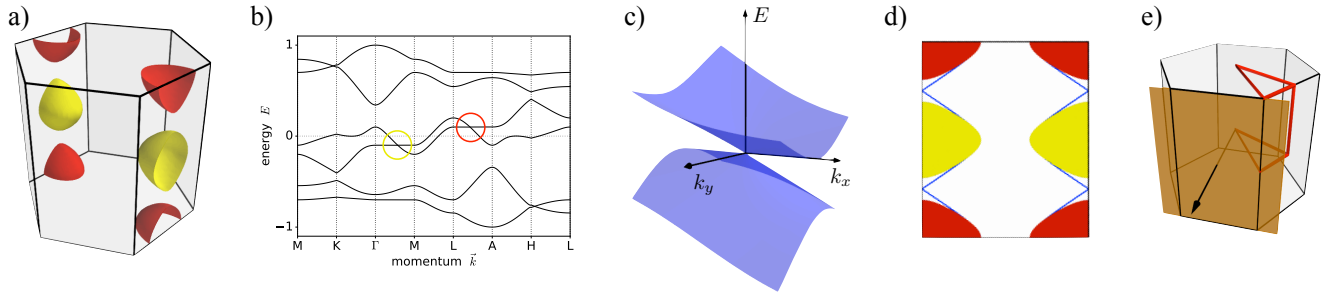 a)
b)
c)
d)
e)
1
0
−1
energy E
M K Γ M L A H L
momentum k⃗
E
k_y
k_x